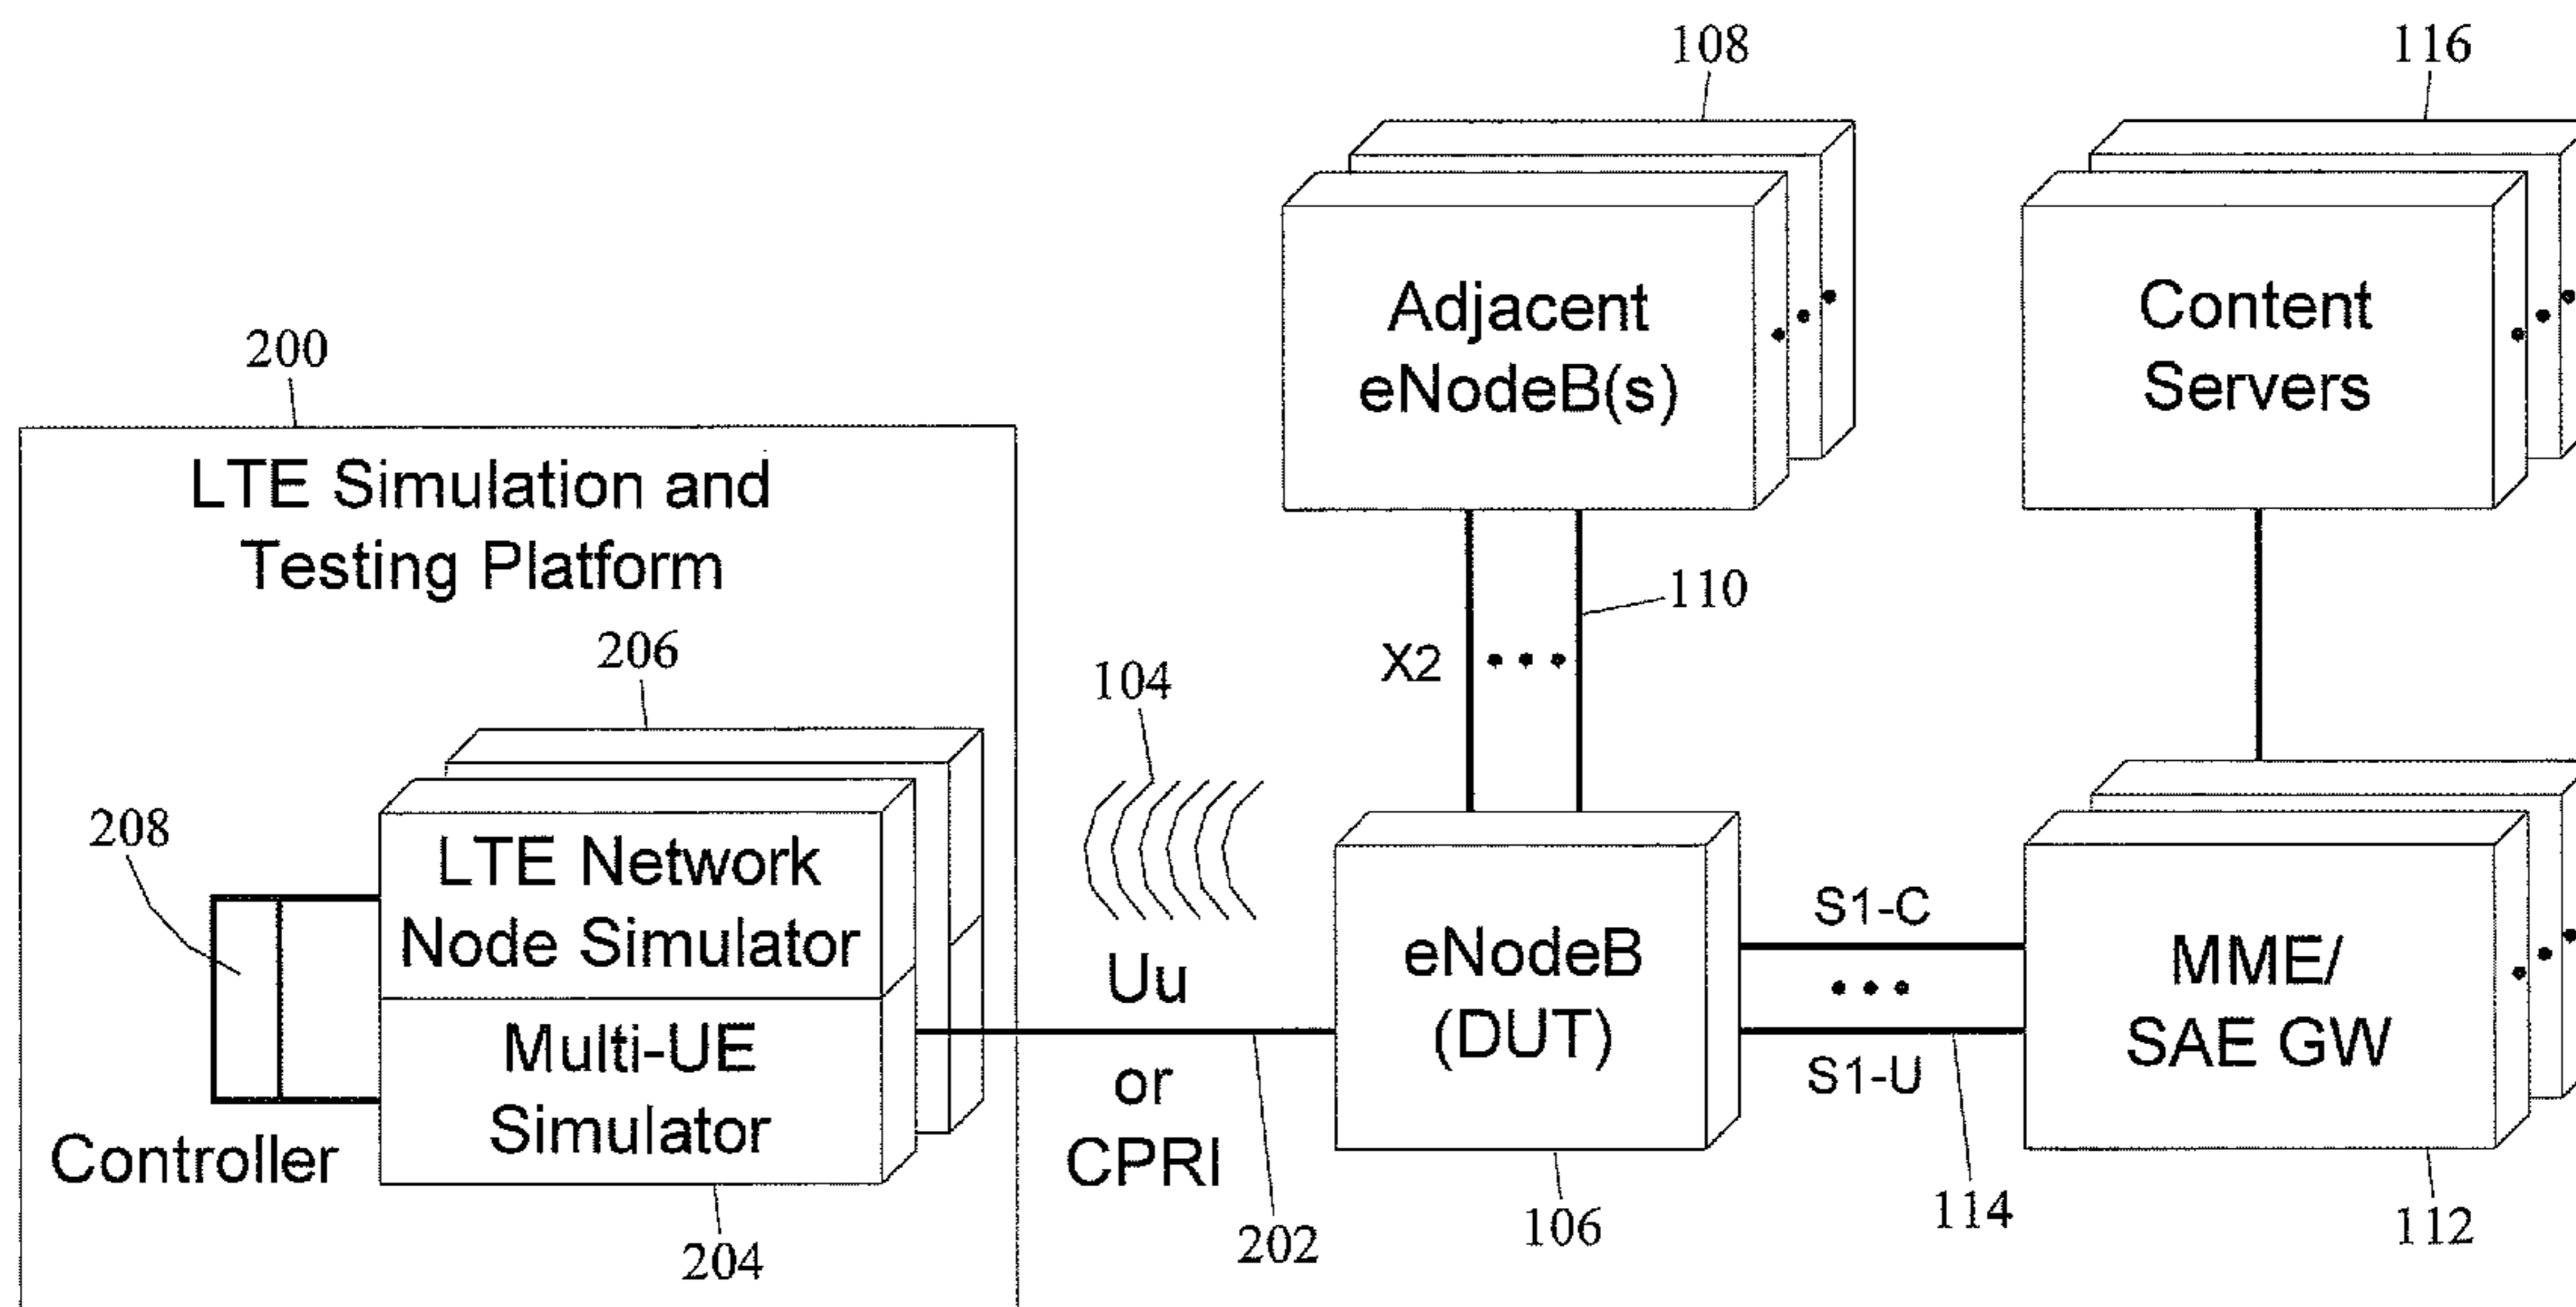 108
116
Adjacent
eNodeB(s)
Content
Servers
200
LTE Simulation and
Testing Platform
110
X2
206
104
208
LTE Network
Node Simulator
Multi-UE
Simulator
Controller
204
Uu
or
CPRI
202
eNodeB
(DUT)
106
S1-C
S1-U
114
MME/
SAE GW
112